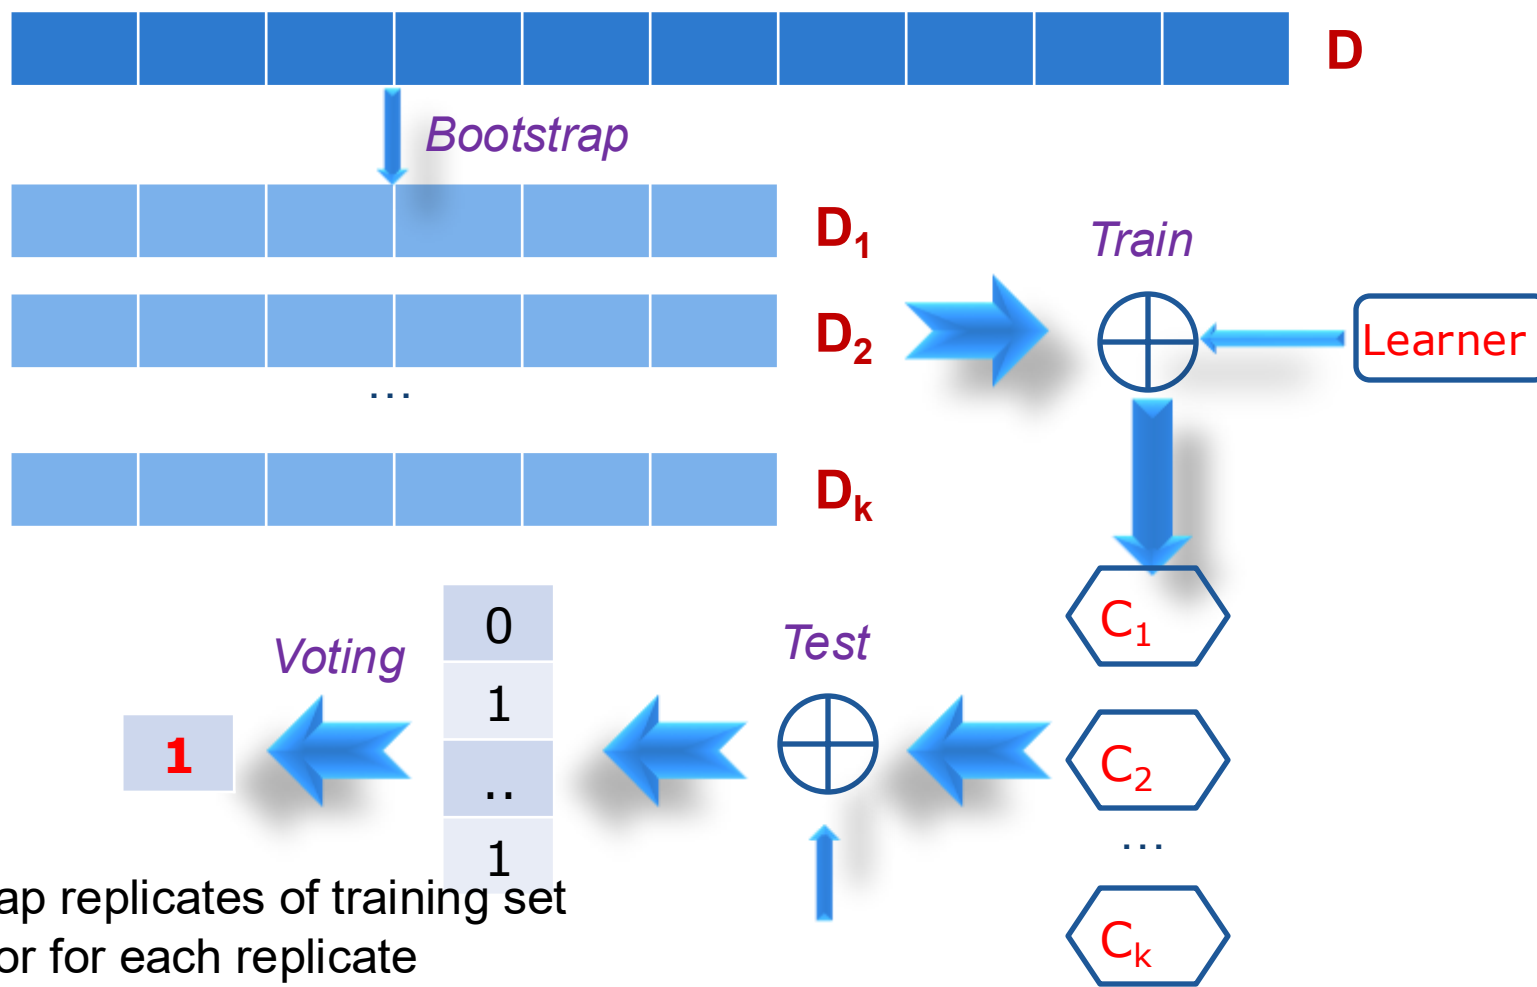 D
Bootstrap
D1
Train
D2
Learner
...
Dk
0
C1
Voting
Test
1
1
C2
..
...
1
ap replicates of training set
Ck
or for each replicate